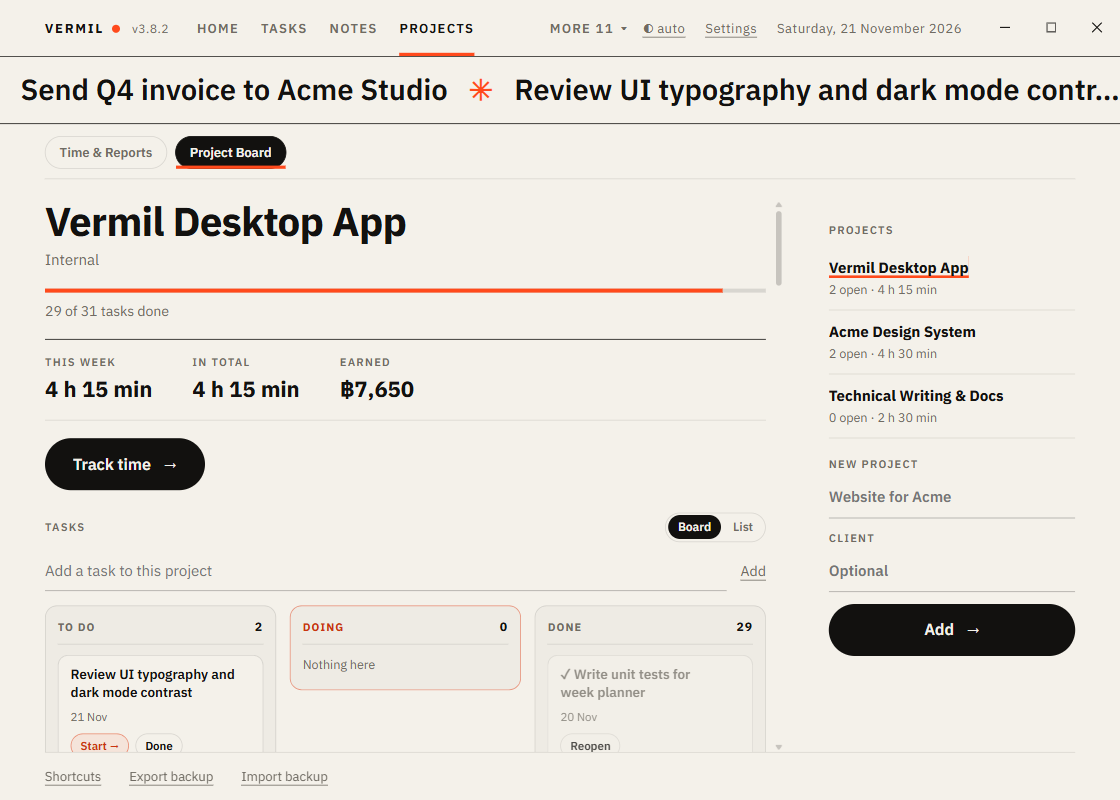 VERMIL v3.8.2 HOME TASKS NOTES PROJECTS MORE 11 auto Settings Saturday, 21 November 2026
Send Q4 invoice to Acme Studio ✳ Review UI typography and dark mode contr...
Time & Reports Project Board
Vermil Desktop App
Internal
29 of 31 tasks done
THIS WEEK IN TOTAL EARNED
4 h 15 min 4 h 15 min ฿7,650
Track time →
TASKS Board List
Add a task to this project Add
TO DO 2
Review UI typography and
dark mode contrast
21 Nov
Start → Done
DOING 0
Nothing here
DONE 29
✓ Write unit tests for
week planner
20 Nov
Reopen
PROJECTS
Vermil Desktop App
2 open · 4 h 15 min
Acme Design System
2 open · 4 h 30 min
Technical Writing & Docs
0 open · 2 h 30 min
NEW PROJECT
Website for Acme
CLIENT
Optional
Add →
Shortcuts Export backup Import backup